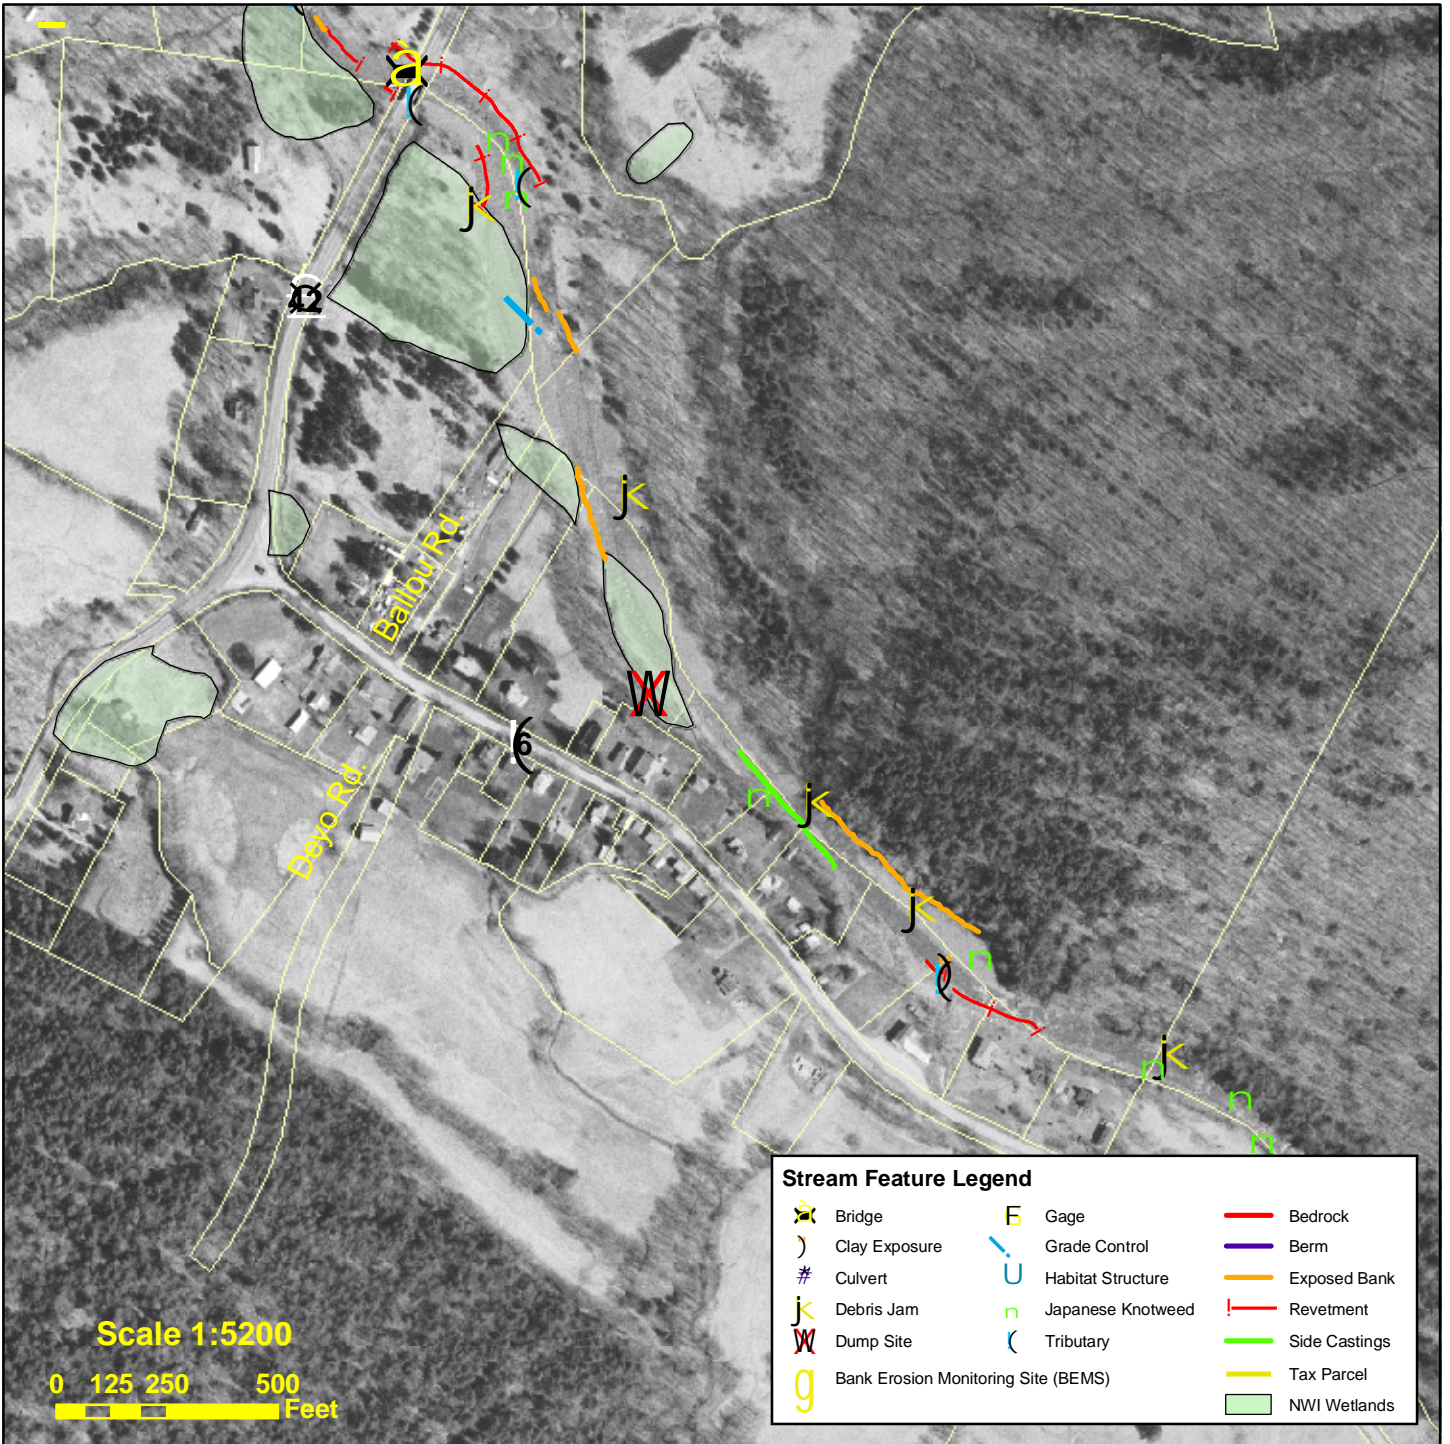 42
Ballou Rd.
6
Deyo Rd.
Stream Feature Legend
Bridge
Clay Exposure
Culvert
Debris Jam
Dump Site
Bank Erosion Monitoring Site (BEMS)
Gage
Grade Control
Habitat Structure
Japanese Knotweed
Tributary
Bedrock
Berm
Exposed Bank
Revetment
Side Castings
Tax Parcel
NWI Wetlands
Scale 1:5200
0 125 250 500
Feet